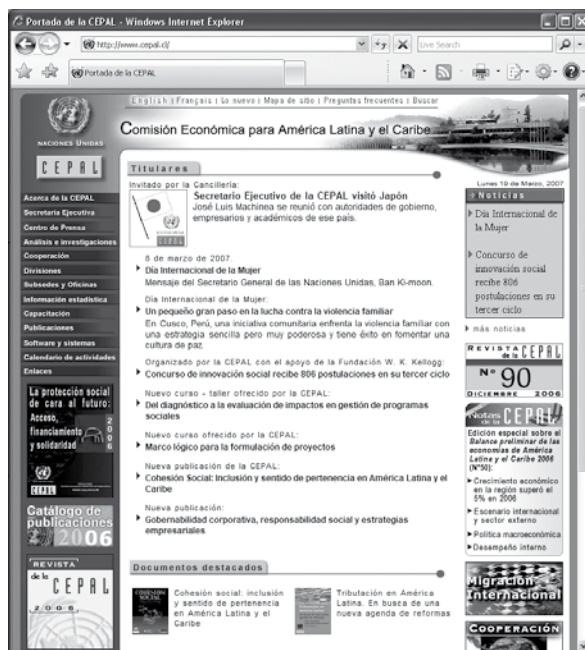 Portada de la CEPAL - Windows Internet Explorer
http://www.cepal.cl/
Live Search
Portada de la CEPAL
English | Français | Lo nuevo | Mapa de sitio | Preguntas frecuentes | Buscar
NACIONES UNIDAS
CEPAL
Comisión Económica para América Latina y el Caribe
Acerca de la CEPAL
Secretaría Ejecutiva
Centro de Prensa
Análisis e investigaciones
Cooperación
Divisiones
Subsedes y Oficinas
Información estadística
Capacitación
Publicaciones
Software y sistemas
Calendario de actividades
Enlaces
La protección social
de cara al futuro:
Acceso,
financiamiento
y solidaridad
2006
CEPAL
Catálogo de
publicaciones
2006
REVISTA
de la
CEPAL
2006
Titulares
Invitado por la Cancillería:
Secretario Ejecutivo de la CEPAL visitó Japón
José Luis Machinea se reunió con autoridades de gobierno,
empresarios y académicos de ese país.
8 de marzo de 2007.
Día Internacional de la Mujer
Mensaje del Secretario General de las Naciones Unidas, Ban Ki-moon.
Día Internacional de la Mujer:
Un pequeño gran paso en la lucha contra la violencia familiar
En Cusco, Perú, una iniciativa comunitaria enfrenta la violencia familiar con
una estrategia sencilla pero muy poderosa y tiene éxito en fomentar una
cultura de paz.
Organizado por la CEPAL con el apoyo de la Fundación W. K. Kellogg:
Concurso de innovación social recibe 806 postulaciones en su tercer ciclo
Nuevo curso - taller ofrecido por la CEPAL:
Del diagnóstico a la evaluación de impactos en gestión de programas
sociales
Nuevo curso ofrecido por la CEPAL:
Marco lógico para la formulación de proyectos
Nueva publicación de la CEPAL:
Cohesión Social: Inclusión y sentido de pertenencia en América Latina y el
Caribe
Nueva publicación:
Gobernabilidad corporativa, responsabilidad social y estrategias
empresariales
Documentos destacados
COHESIÓN
SOCIAL
Cohesión social: inclusión
y sentido de pertenencia
en América Latina y el
Caribe
Tributación en América
Latina. En busca de una
nueva agenda de reformas
Lunes 19 de Marzo, 2007
Noticias
Día Internacional de
la Mujer
Concurso de
innovación social
recibe 806
postulaciones en su
tercer ciclo
más noticias
REVISTA
de la CEPAL
N° 90
DICIEMBRE 2006
Notas
de la CEPAL
Edición especial sobre el
Balance preliminar de las
economías de América
Latina y el Caribe 2006
(N°50):
Crecimiento económico
en la región superó el
5% en 2006
Escenario internacional
y sector externo
Política macroeconómica
Desempeño interno
Migración
Internacional
COOPERACIÓN